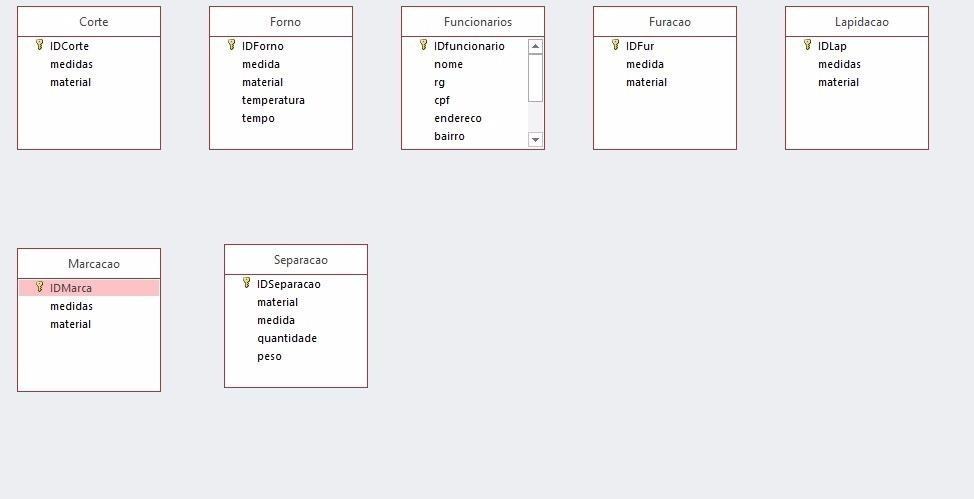 Corte
IDCorte
medidas
material
Forno
IDForno
medida
material
temperatura
tempo
Funcionarios
IDfuncionario
nome
rg
cpf
endereco
bairro
Furacao
IDFur
medida
material
Lapidacao
IDLap
medidas
material
Marcacao
IDMarca
medidas
material
Separacao
IDSeparacao
material
medida
quantidade
peso